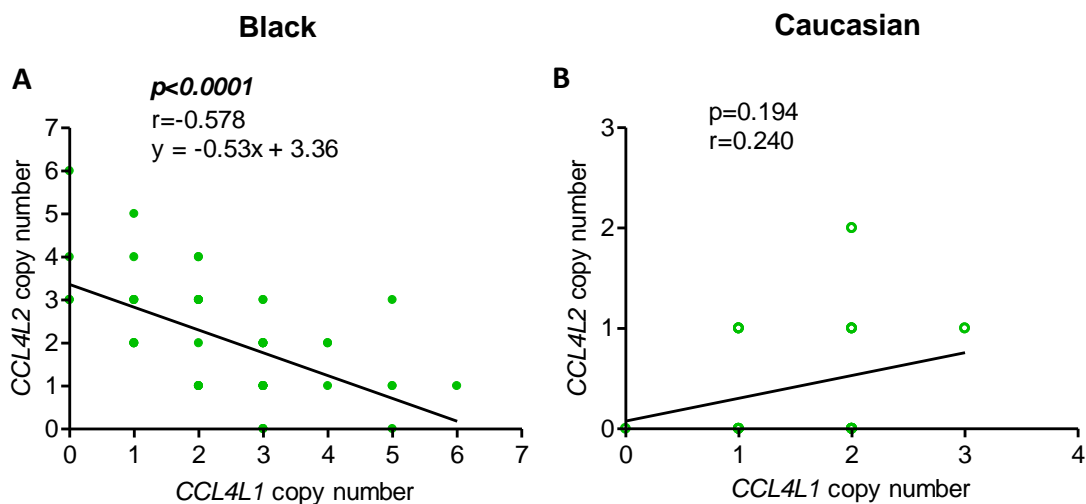 Black
A
p<0.0001
r=-0.578
y = -0.53x + 3.36
7
6
5
4
3
2
1
0
CCL4L2 copy number
0 1 2 3 4 5 6 7
CCL4L1 copy number
Caucasian
B
p=0.194
r=0.240
3
2
1
0
CCL4L2 copy number
0 1 2 3 4
CCL4L1 copy number